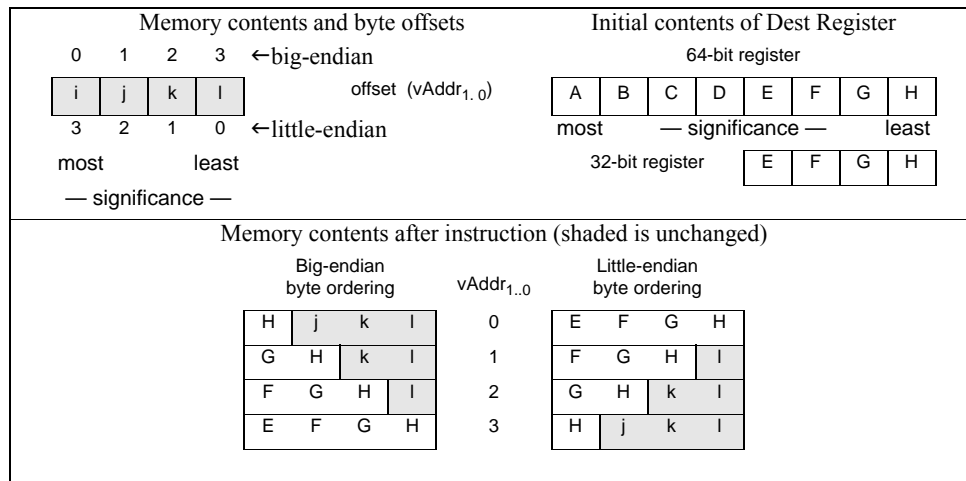 Memory contents and byte offsets
0 1 2 3 ←big-endian
i j k l offset (vAddr1. 0)
3 2 1 0 ←little-endian
most least
— significance —
Initial contents of Dest Register
64-bit register
A B C D E F G H
most — significance — least
32-bit register E F G H
Memory contents after instruction (shaded is unchanged)
Big-endian
byte ordering
vAddr1..0
Little-endian
byte ordering
H j k l 0 E F G H
G H k l 1 F G H l
F G H l 2 G H k l
E F G H 3 H j k l